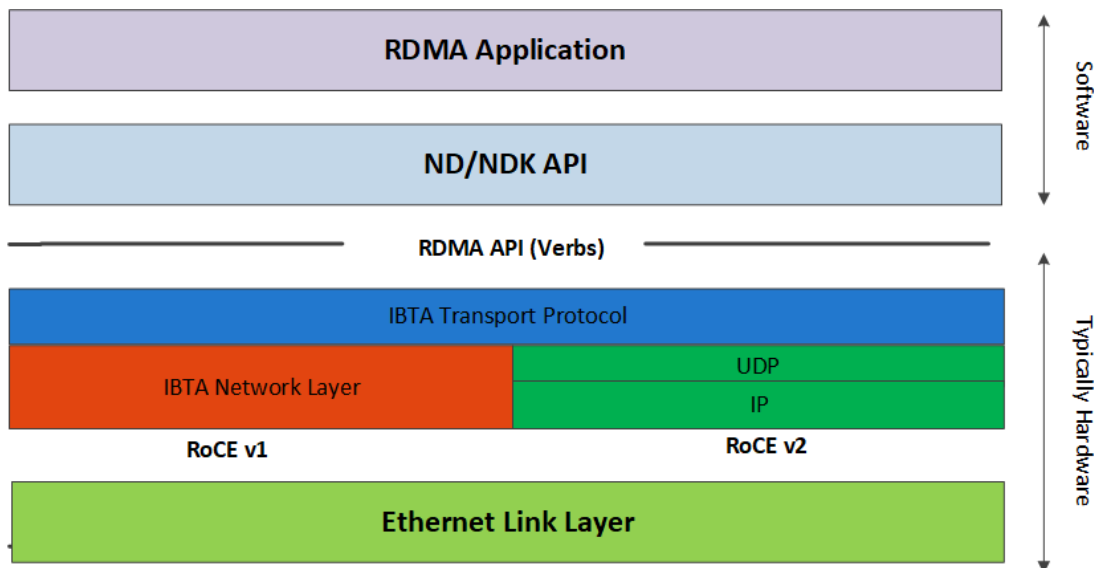 RDMA Application
Software
ND/NDK API
RDMA API (Verbs)
IBTA Transport Protocol
UDP
IBTA Network Layer
IP
Typically Hardware
RoCE v1
RoCE v2
Ethernet Link Layer